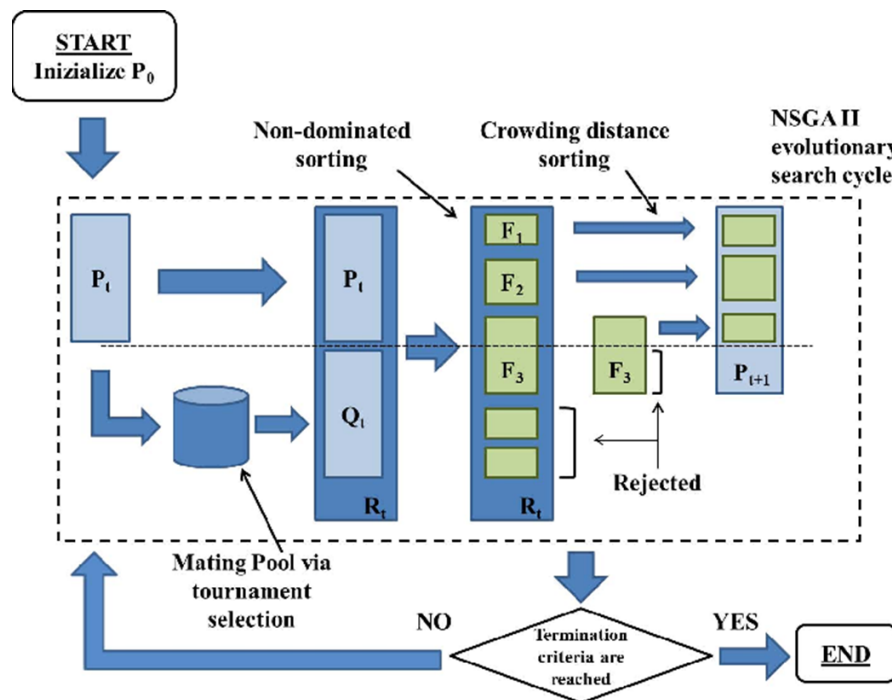 START
Inizialize P₀
Non-dominated
sorting
Crowding distance
sorting
NSGA II
evolutionary
search cycle
Pₜ
Pₜ
F₁
F₂
F₃
F₃
Pₜ₊₁
Qₜ
Rₜ
Rₜ
Rejected
Mating Pool via
tournament
selection
NO
YES
Termination
criteria are
reached
END